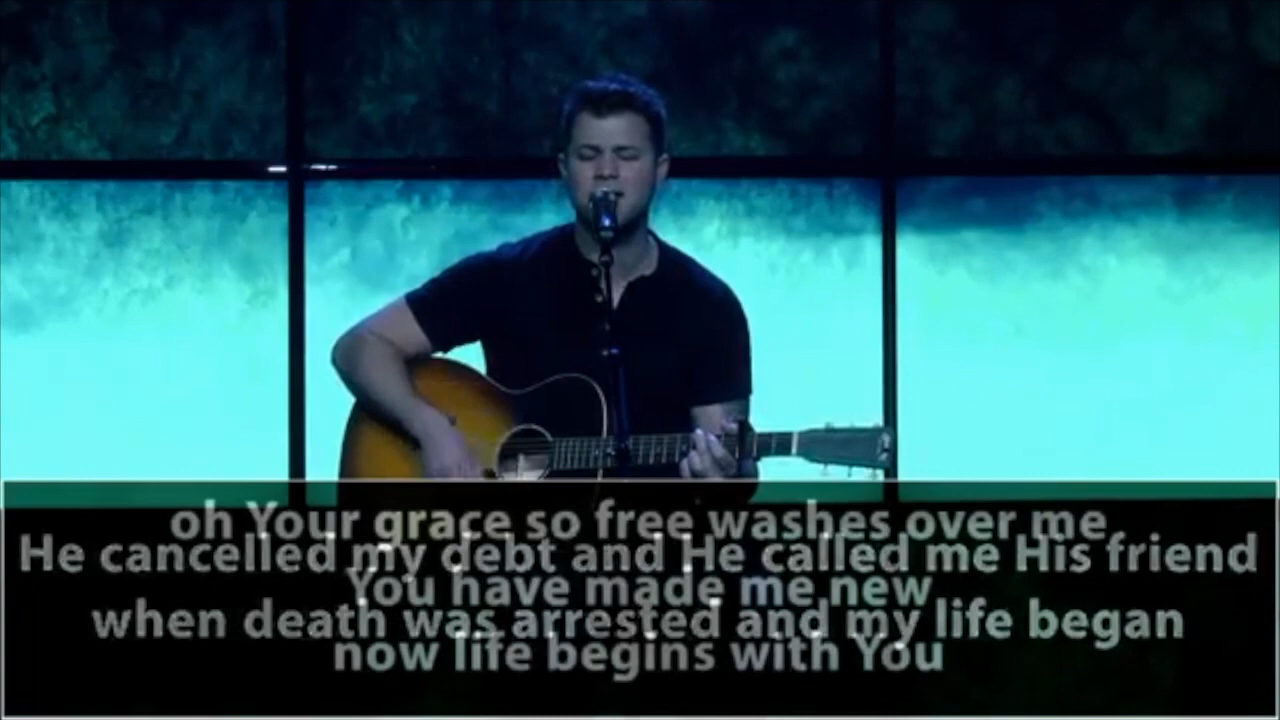 oh Your grace so free washes over me
He cancelled my debt and He called me His friend
You have made me new
when death was arrested and my life began
now life begins with You